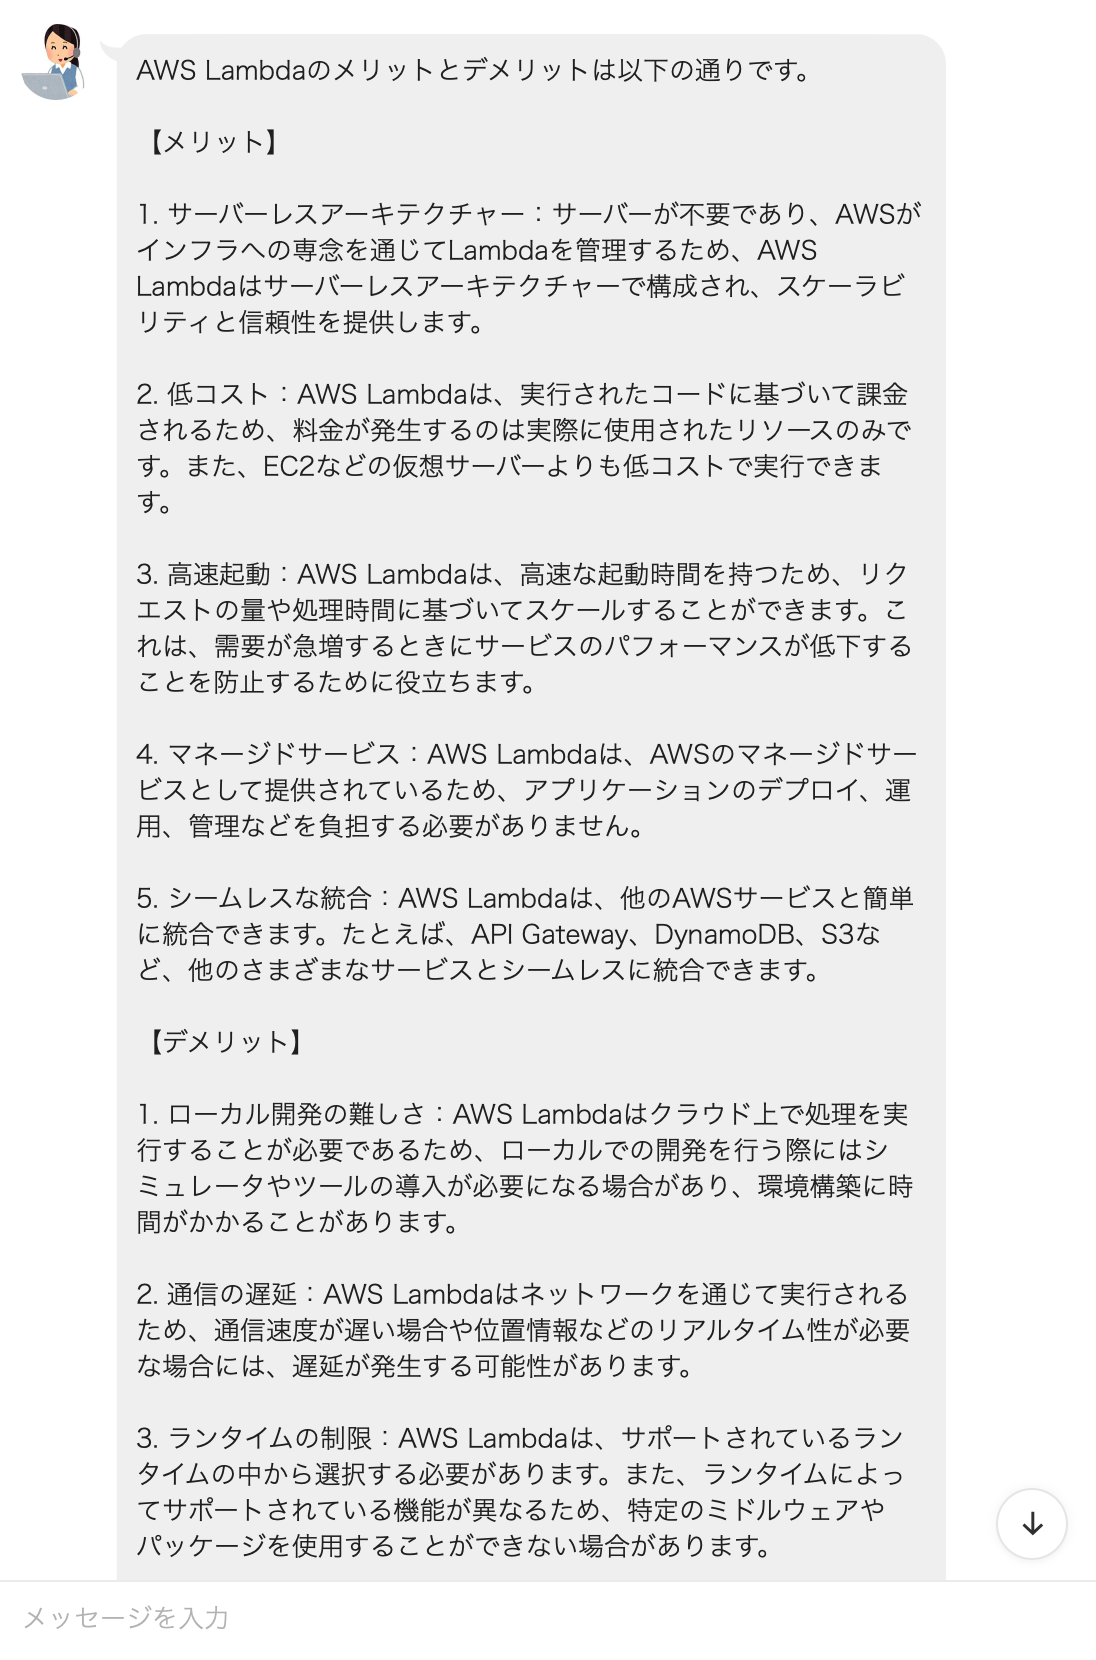 AWS Lambdaのメリットとデメリットは以下の通りです。
【メリット】
1. サーバーレスアーキテクチャー：サーバーが不要であり、AWSが
インフラへの専念を通じてLambdaを管理するため、AWS
Lambdaはサーバーレスアーキテクチャーで構成され、スケーラビ
リティと信頼性を提供します。
2. 低コスト：AWS Lambdaは、実行されたコードに基づいて課金
されるため、料金が発生するのは実際に使用されたリソースのみで
す。また、EC2などの仮想サーバーよりも低コストで実行できま
す。
3. 高速起動：AWS Lambdaは、高速な起動時間を持つため、リク
エストの量や処理時間に基づいてスケールすることができます。こ
れは、需要が急増するときにサービスのパフォーマンスが低下する
ことを防止するために役立ちます。
4. マネージドサービス：AWS Lambdaは、AWSのマネージドサー
ビスとして提供されているため、アプリケーションのデプロイ、運
用、管理などを負担する必要がありません。
5. シームレスな統合：AWS Lambdaは、他のAWSサービスと簡単
に統合できます。たとえば、API Gateway、DynamoDB、S3な
ど、他のさまざまなサービスとシームレスに統合できます。
【デメリット】
1. ローカル開発の難しさ：AWS Lambdaはクラウド上で処理を実
行することが必要であるため、ローカルでの開発を行う際にはシ
ミュレータやツールの導入が必要になる場合があり、環境構築に時
間がかかることがあります。
2. 通信の遅延：AWS Lambdaはネットワークを通じて実行される
ため、通信速度が遅い場合や位置情報などのリアルタイム性が必要
な場合には、遅延が発生する可能性があります。
3. ランタイムの制限：AWS Lambdaは、サポートされているラン
タイムの中から選択する必要があります。また、ランタイムによっ
てサポートされている機能が異なるため、特定のミドルウェアや
パッケージを使用することができない場合があります。
メッセージを入力